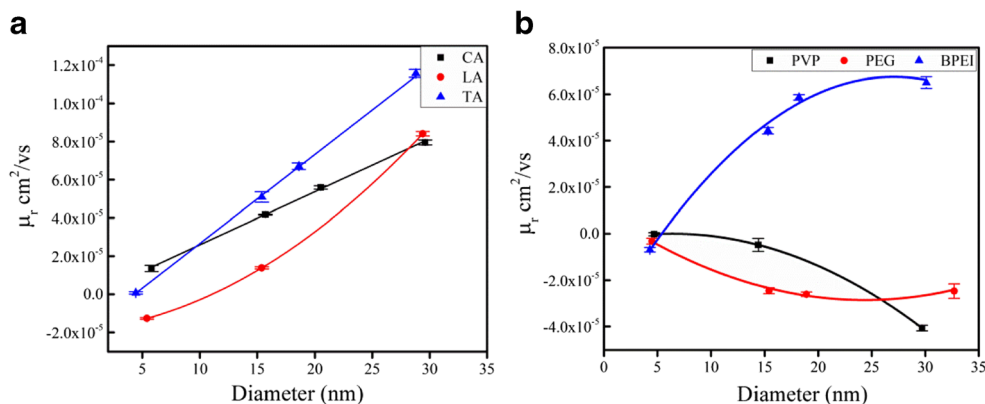 a
1.2x10⁻⁴
1.0x10⁻⁴
8.0x10⁻⁵
6.0x10⁻⁵
4.0x10⁻⁵
2.0x10⁻⁵
0.0
-2.0x10⁻⁵
μᵣ cm²/vs
CA
LA
TA
5 10 15 20 25 30 35
Diameter (nm)
b
8.0x10⁻⁵
6.0x10⁻⁵
4.0x10⁻⁵
2.0x10⁻⁵
0.0
-2.0x10⁻⁵
-4.0x10⁻⁵
μᵣ cm²/vs
PVP PEG BPEI
0 5 10 15 20 25 30 35
Diameter (nm)